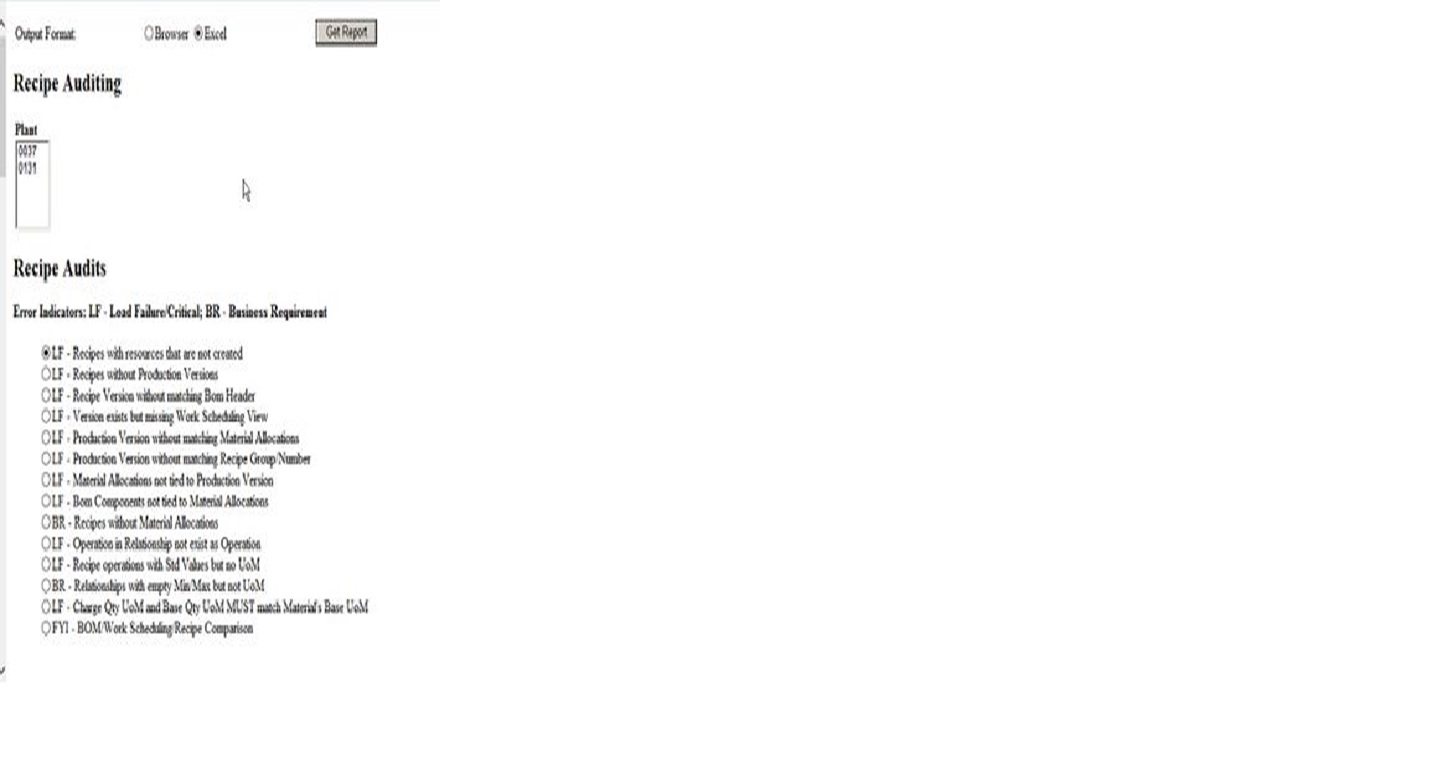 Output Format: Browser Excel Get Report
Recipe Auditing
Plant
0037
0131
Recipe Audits
Error Indicators: LF - Load Failure/Critical; BR - Business Requirement
LF - Recipes with resources that are not created
LF - Recipes without Production Versions
LF - Recipe Version without matching Bom Header
LF - Version exists but missing Work Scheduling View
LF - Production Version without matching Material Allocations
LF - Production Version without matching Recipe Group/Number
LF - Material Allocations not tied to Production Version
LF - Bom Components not tied to Material Allocations
BR - Recipes without Material Allocations
LF - Operation in Relationship not exist as Operation
LF - Recipe operations with Std Values but no UoM
BR - Relationships with empty Min/Max but not UoM
LF - Charge Qty UoM and Base Qty UoM MUST match Material's Base UoM
FYI - BOM/Work Scheduling/Recipe Comparison